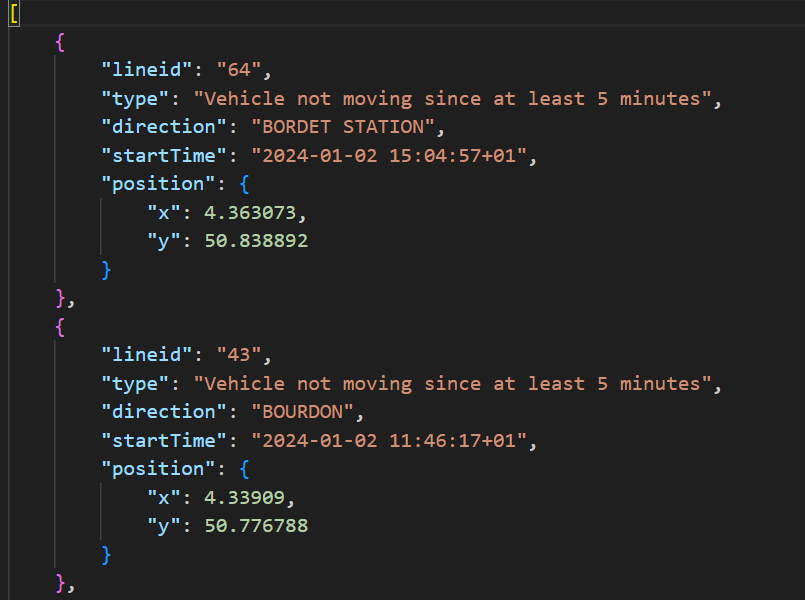 [
    {
        "lineid": "64",
        "type": "Vehicle not moving since at least 5 minutes",
        "direction": "BORDET STATION",
        "startTime": "2024-01-02 15:04:57+01",
        "position": {
            "x": 4.363073,
            "y": 50.838892
        }
    },
    {
        "lineid": "43",
        "type": "Vehicle not moving since at least 5 minutes",
        "direction": "BOURDON",
        "startTime": "2024-01-02 11:46:17+01",
        "position": {
            "x": 4.33909,
            "y": 50.776788
        }
    },